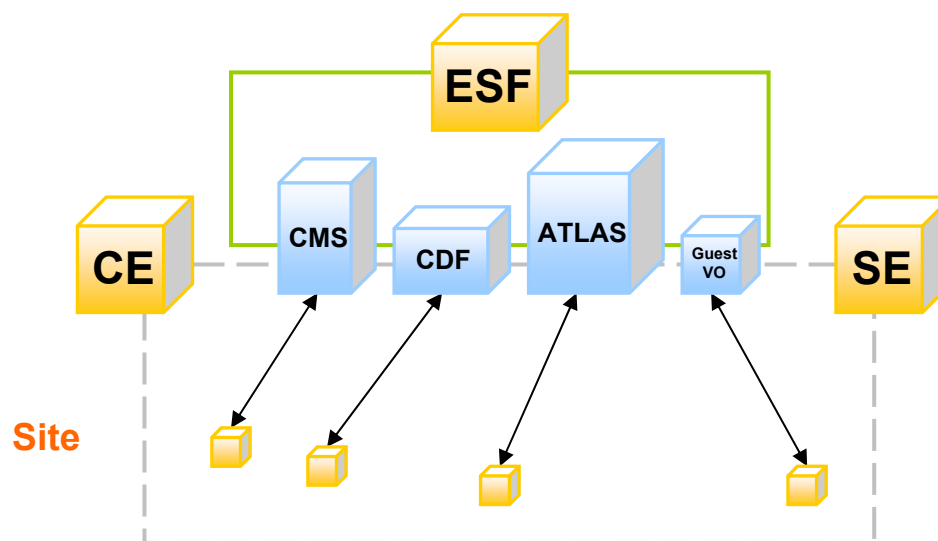 ESF
CMS
CDF
ATLAS
Guest
VO
CE
SE
Site